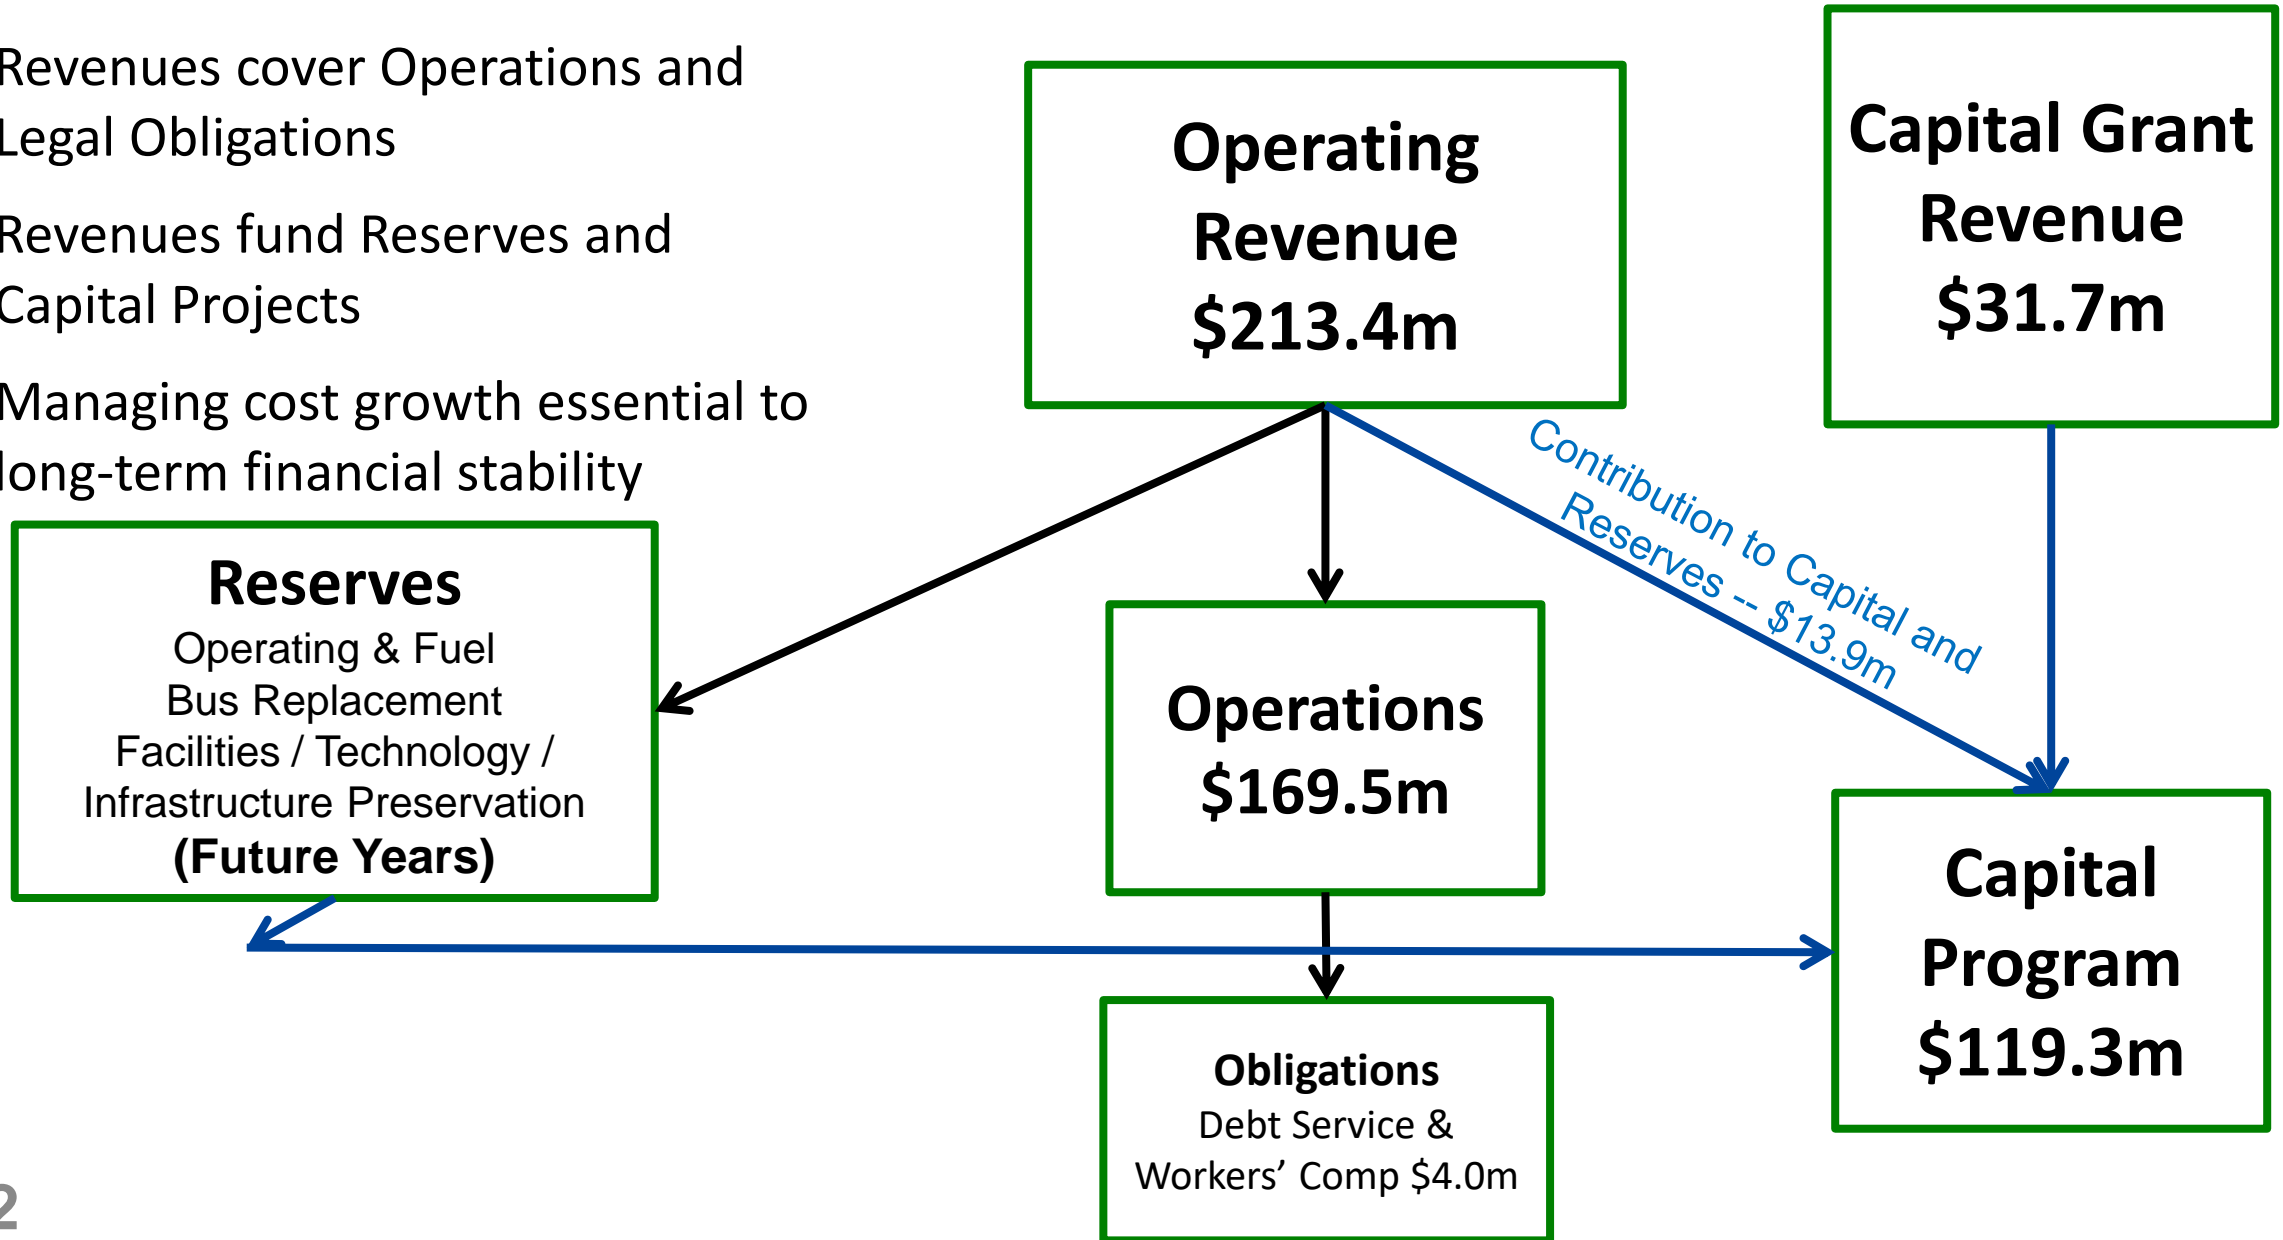 Revenues cover Operations and
Legal Obligations
Revenues fund Reserves and
Capital Projects
Managing cost growth essential to
long-term financial stability
Operating
Revenue
$213.4m
Capital Grant
Revenue
$31.7m
Contribution to Capital and
Reserves -- $13.9m
Reserves
Operating & Fuel
Bus Replacement
Facilities / Technology /
Infrastructure Preservation
(Future Years)
Operations
$169.5m
Capital
Program
$119.3m
Obligations
Debt Service &
Workers’ Comp $4.0m
2